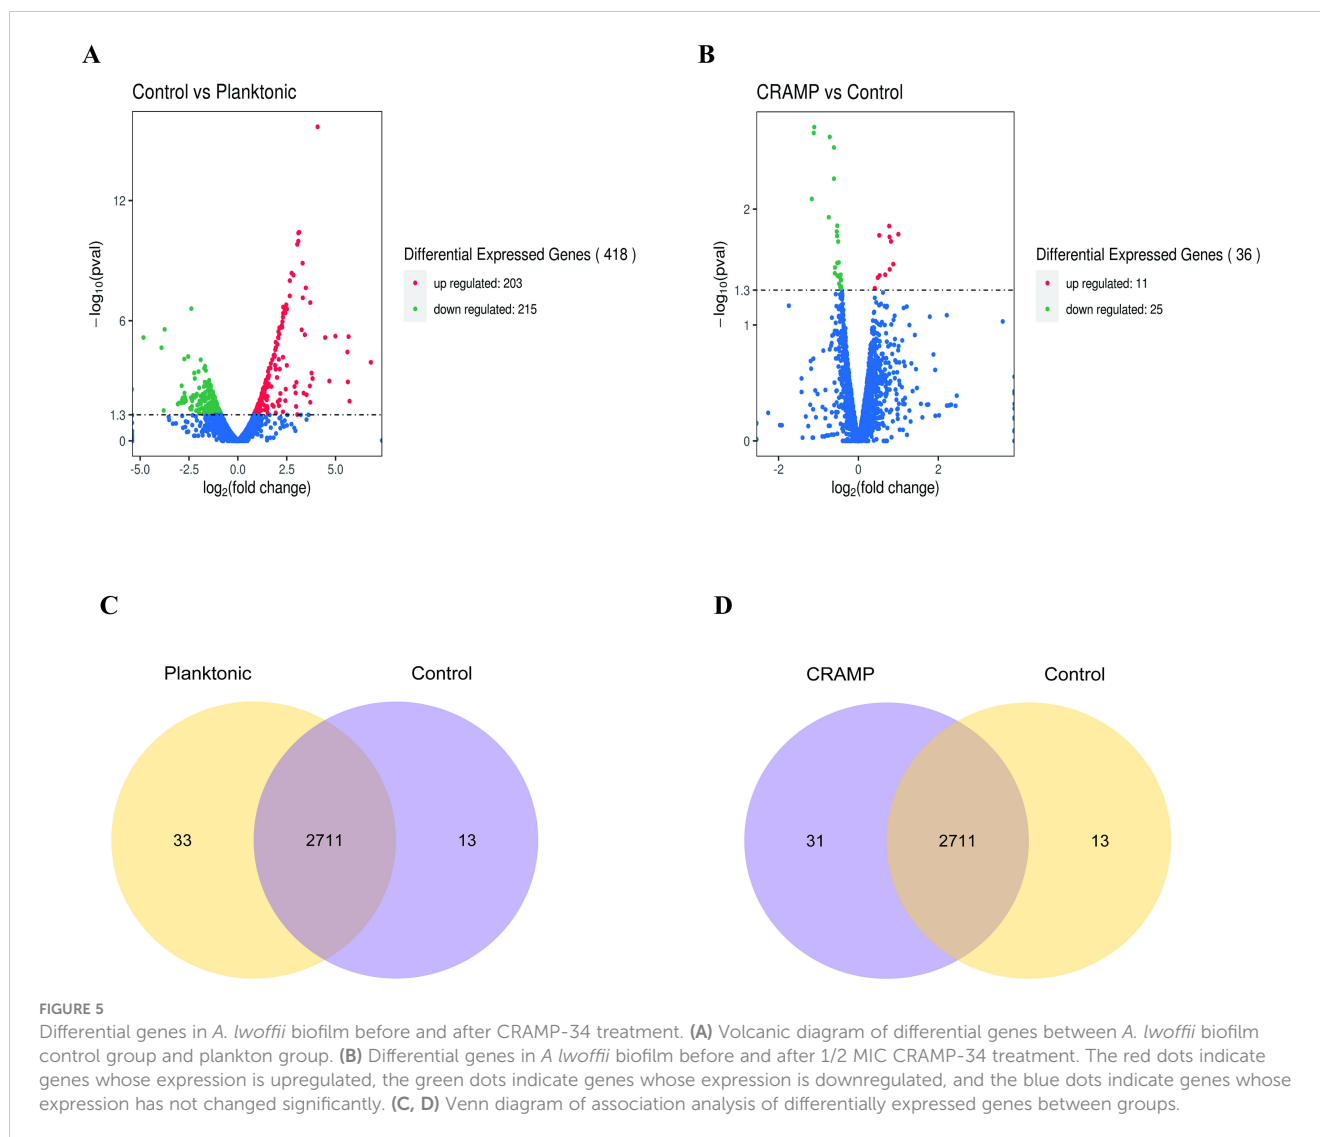 A
Control vs Planktonic
12
6
1.3
0
−log10(pval)
-5.0 -2.5 0.0 2.5 5.0
log2(fold change)
Differential Expressed Genes ( 418 )
up regulated: 203
down regulated: 215
B
CRAMP vs Control
2
1.3
1
0
−log10(pval)
-2 0 2
log2(fold change)
Differential Expressed Genes ( 36 )
up regulated: 11
down regulated: 25
C
Planktonic Control
33 2711 13
D
CRAMP Control
31 2711 13
FIGURE 5
Differential genes in A. lwoffii biofilm before and after CRAMP-34 treatment. (A) Volcanic diagram of differential genes between A. lwoffii biofilm
control group and plankton group. (B) Differential genes in A lwoffii biofilm before and after 1/2 MIC CRAMP-34 treatment. The red dots indicate
genes whose expression is upregulated, the green dots indicate genes whose expression is downregulated, and the blue dots indicate genes whose
expression has not changed significantly. (C, D) Venn diagram of association analysis of differentially expressed genes between groups.